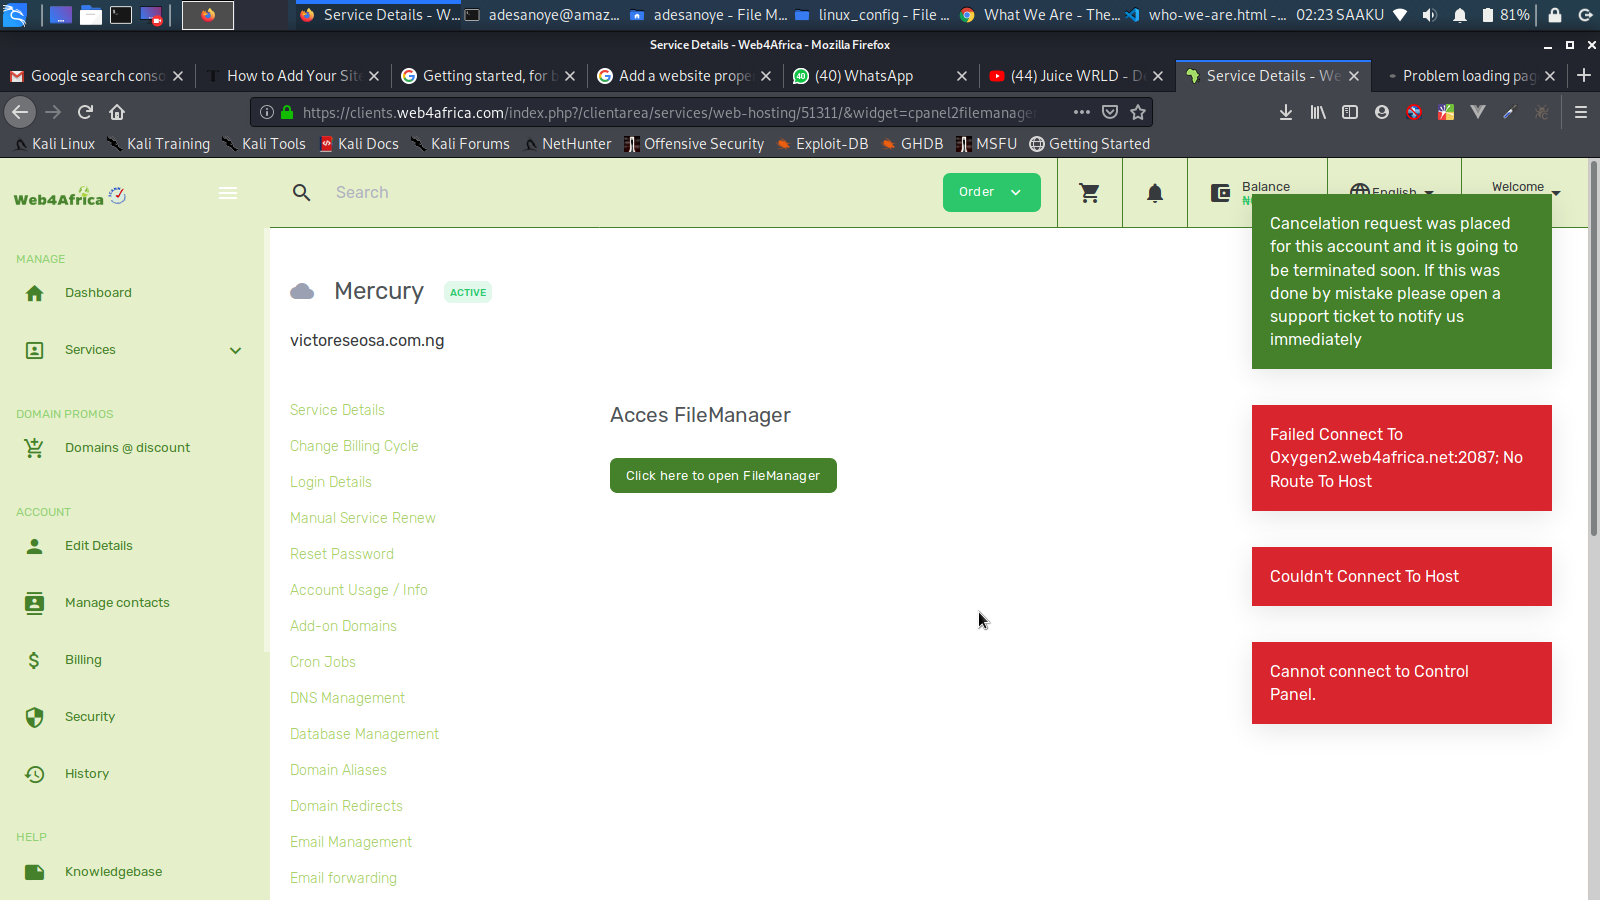 Service Details - W...
adesanoye@amaz...
adesanoye - File M...
linux_config - File ...
What We Are - The...
who-we-are.html -...
02:23 SAAKU
81%
Service Details - Web4Africa - Mozilla Firefox
Google search conso
How to Add Your Site
Getting started, for b
Add a website prope
(40) WhatsApp
(44) Juice WRLD - D
Service Details - We
Problem loading pag
https://clients.web4africa.com/index.php?/clientarea/services/web-hosting/51311/&widget=cpanel2filemanage
Kali Linux
Kali Training
Kali Tools
Kali Docs
Kali Forums
NetHunter
Offensive Security
Exploit-DB
GHDB
MSFU
Getting Started
Web4Africa
Search
Order
Balance
English
Welcome
MANAGE
Dashboard
Services
DOMAIN PROMOS
Domains @ discount
ACCOUNT
Edit Details
Manage contacts
Billing
Security
History
HELP
Knowledgebase
Mercury
ACTIVE
victoreseosa.com.ng
Service Details
Change Billing Cycle
Login Details
Manual Service Renew
Reset Password
Account Usage / Info
Add-on Domains
Cron Jobs
DNS Management
Database Management
Domain Aliases
Domain Redirects
Email Management
Email forwarding
Acces FileManager
Click here to open FileManager
Cancelation request was placed
for this account and it is going to
be terminated soon. If this was
done by mistake please open a
support ticket to notify us
immediately
Failed Connect To
Oxygen2.web4africa.net:2087; No
Route To Host
Couldn't Connect To Host
Cannot connect to Control
Panel.